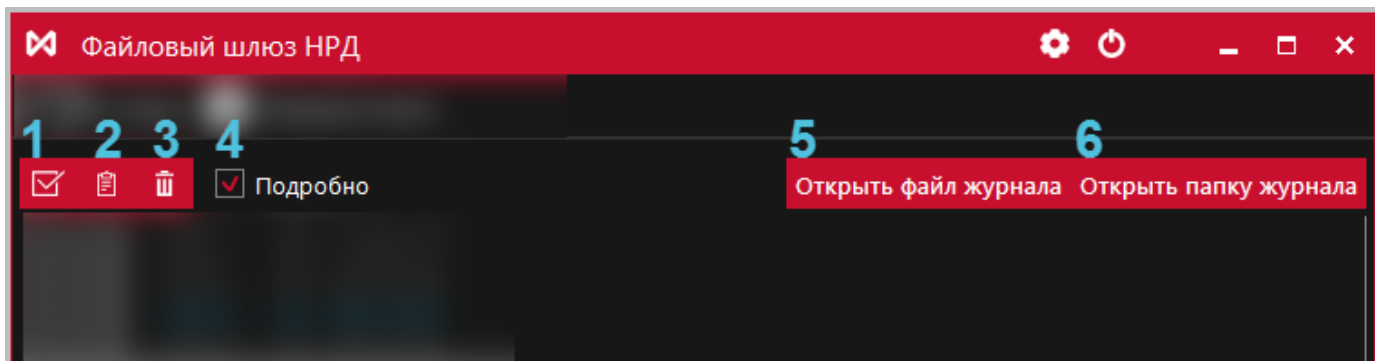 Файловый шлюз НРД
1 2 3 4 5 6
Подробно Открыть файл журнала Открыть папку журнала